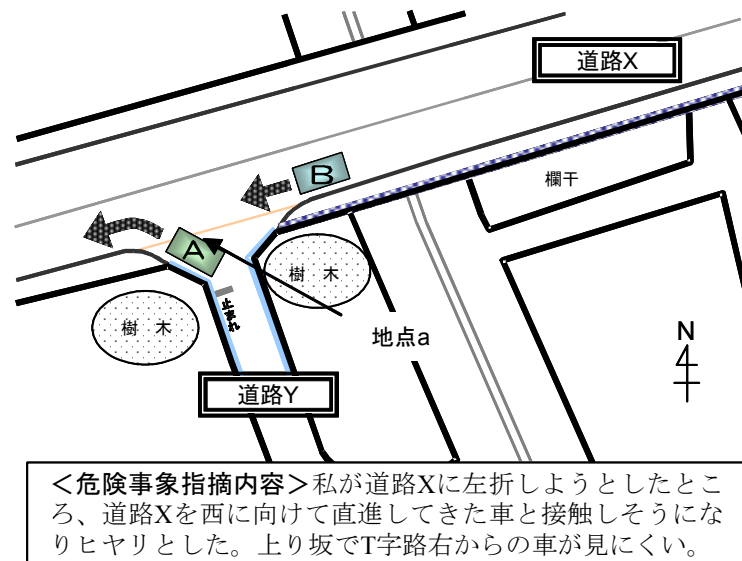 道路X
B
欄干
A
樹 木
止まれ
樹 木
地点a
N
道路Y
＜危険事象指摘内容＞私が道路Xに左折しようとしたとこ
ろ、道路Xを西に向けて直進してきた車と接触しそうにな
りヒヤリとした。上り坂でT字路右からの車が見にくい。